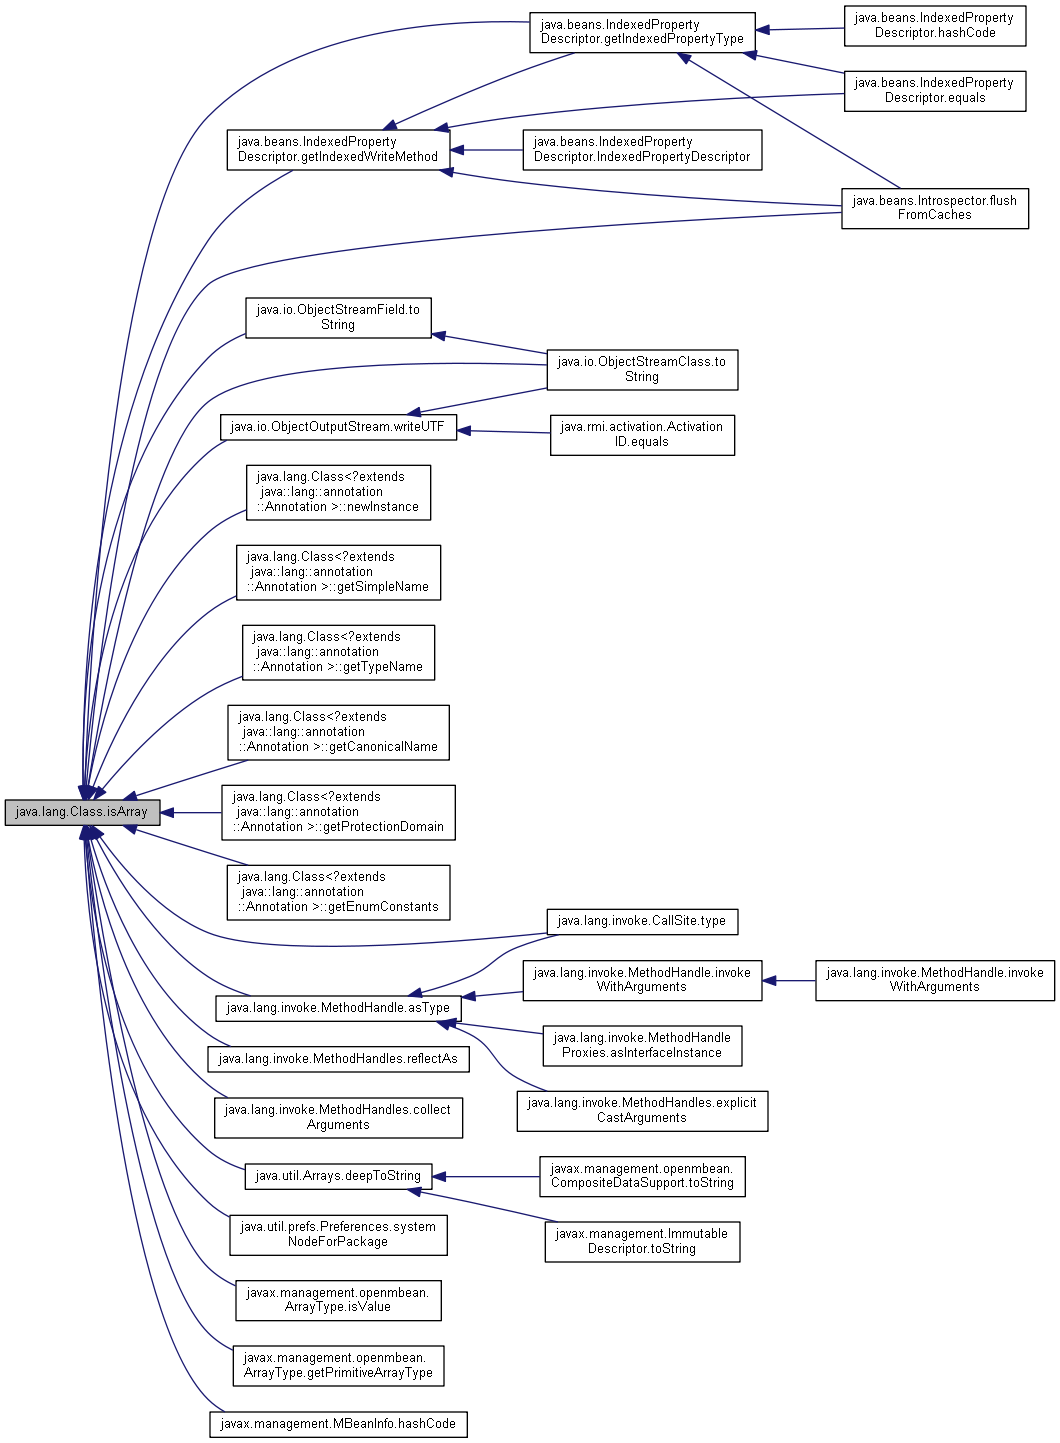 java.beans.IndexedProperty
Descriptor.getIndexedPropertyType
java.beans.IndexedProperty
Descriptor.hashCode
java.beans.IndexedProperty
Descriptor.equals
java.beans.IndexedProperty
Descriptor.getIndexedWriteMethod
java.beans.IndexedProperty
Descriptor.IndexedPropertyDescriptor
java.beans.Introspector.flush
FromCaches
java.io.ObjectStreamField.to
String
java.io.ObjectStreamClass.to
String
java.io.ObjectOutputStream.writeUTF
java.rmi.activation.Activation
ID.equals
java.lang.Class<?extends
java::lang::annotation
::Annotation >::newInstance
java.lang.Class<?extends
java::lang::annotation
::Annotation >::getSimpleName
java.lang.Class<?extends
java::lang::annotation
::Annotation >::getTypeName
java.lang.Class<?extends
java::lang::annotation
::Annotation >::getCanonicalName
java.lang.Class.isArray
java.lang.Class<?extends
java::lang::annotation
::Annotation >::getProtectionDomain
java.lang.Class<?extends
java::lang::annotation
::Annotation >::getEnumConstants
java.lang.invoke.CallSite.type
java.lang.invoke.MethodHandle.asType
java.lang.invoke.MethodHandle.invoke
WithArguments
java.lang.invoke.MethodHandle.invoke
WithArguments
java.lang.invoke.MethodHandle
Proxies.asInterfaceInstance
java.lang.invoke.MethodHandles.reflectAs
java.lang.invoke.MethodHandles.explicit
CastArguments
java.lang.invoke.MethodHandles.collect
Arguments
java.util.Arrays.deepToString
javax.management.openmbean.
CompositeDataSupport.toString
java.util.prefs.Preferences.system
NodeForPackage
javax.management.Immutable
Descriptor.toString
javax.management.openmbean.
ArrayType.isValue
javax.management.openmbean.
ArrayType.getPrimitiveArrayType
javax.management.MBeanInfo.hashCode